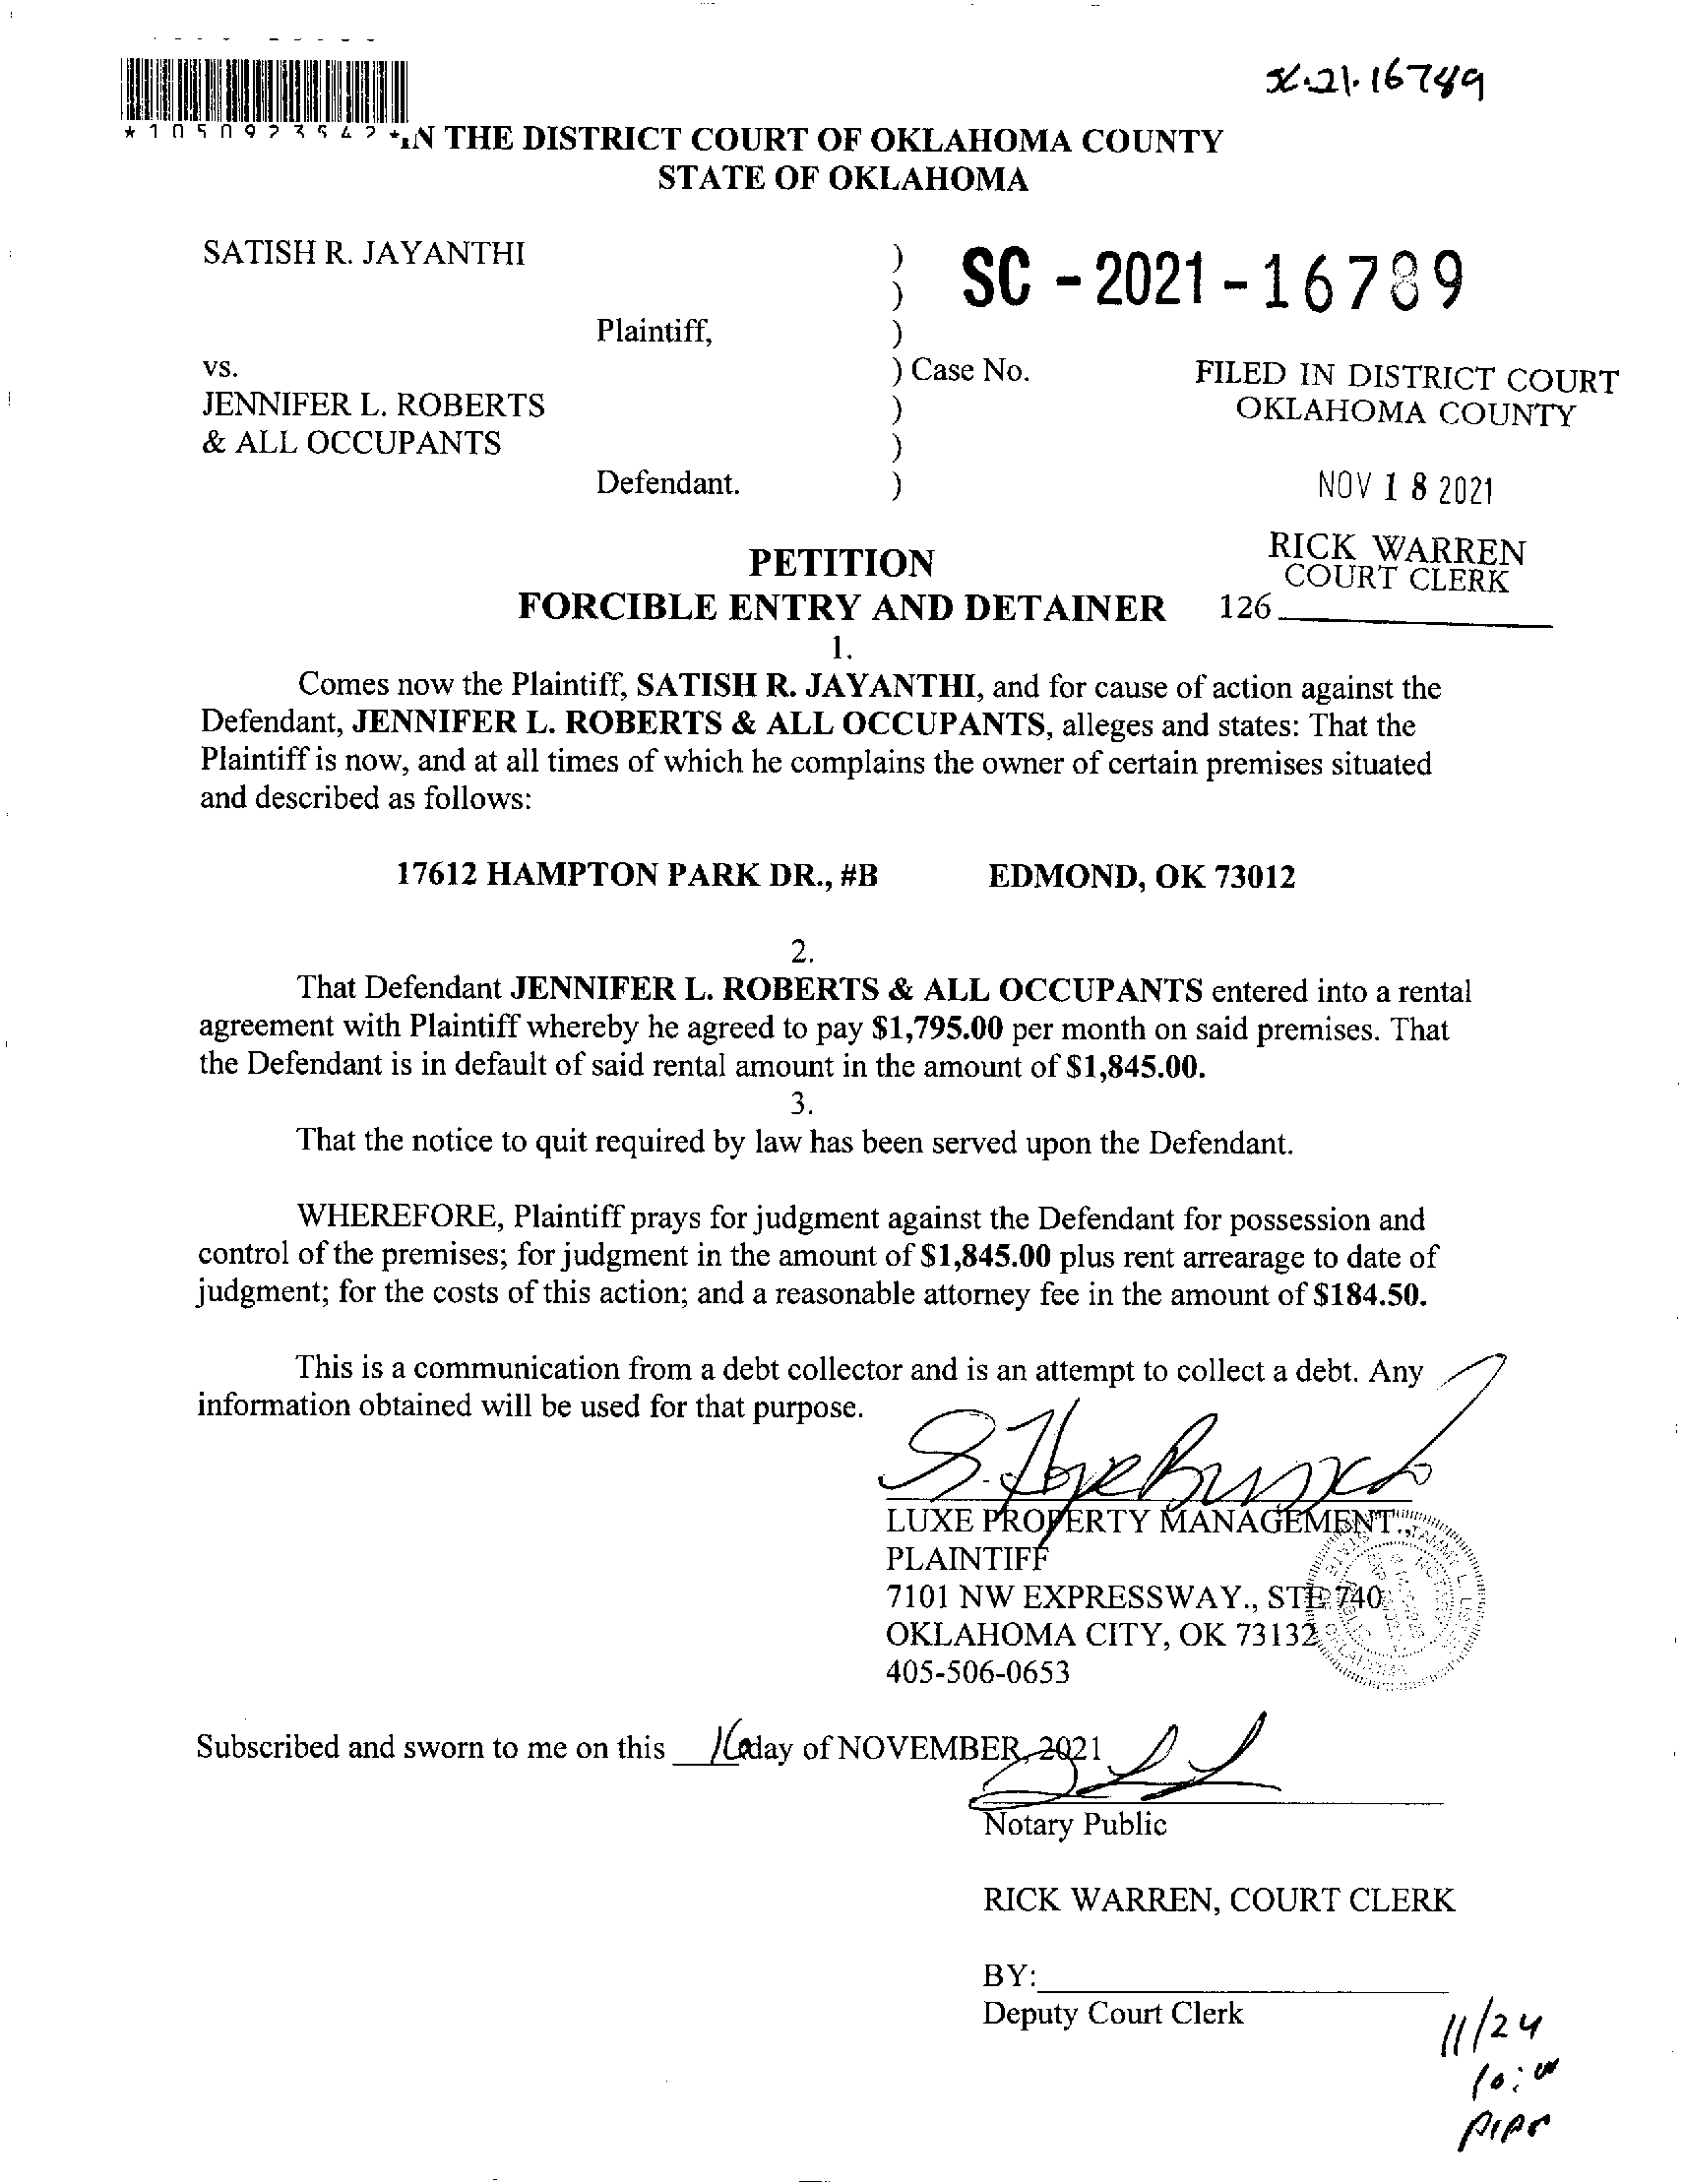 16789
*1050923542*
IN THE DISTRICT COURT OF OKLAHOMA COUNTY
STATE OF OKLAHOMA
SATISH R. JAYANTHI )
) SC - 2021 - 16789
Plaintiff, )
vs. ) Case No. FILED IN DISTRICT COURT
JENNIFER L. ROBERTS ) OKLAHOMA COUNTY
& ALL OCCUPANTS )
Defendant. ) NOV 18 2021
PETITION RICK WARREN
COURT CLERK
FORCIBLE ENTRY AND DETAINER 126
1.
Comes now the Plaintiff, SATISH R. JAYANTHI, and for cause of action against the
Defendant, JENNIFER L. ROBERTS & ALL OCCUPANTS, alleges and states: That the
Plaintiff is now, and at all times of which he complains the owner of certain premises situated
and described as follows:
17612 HAMPTON PARK DR., #B EDMOND, OK 73012
2.
That Defendant JENNIFER L. ROBERTS & ALL OCCUPANTS entered into a rental
agreement with Plaintiff whereby he agreed to pay $1,795.00 per month on said premises. That
the Defendant is in default of said rental amount in the amount of $1,845.00.
3.
That the notice to quit required by law has been served upon the Defendant.
WHEREFORE, Plaintiff prays for judgment against the Defendant for possession and
control of the premises; for judgment in the amount of $1,845.00 plus rent arrearage to date of
judgment; for the costs of this action; and a reasonable attorney fee in the amount of $184.50.
This is a communication from a debt collector and is an attempt to collect a debt. Any
information obtained will be used for that purpose.
LUXE PROPERTY MANAGEMENT.,
PLAINTIFF
7101 NW EXPRESSWAY., STE 740
OKLAHOMA CITY, OK 73132
405-506-0653
Subscribed and sworn to me on this 16 day of NOVEMBER, 2021
Notary Public
RICK WARREN, COURT CLERK
BY:
Deputy Court Clerk
11/24